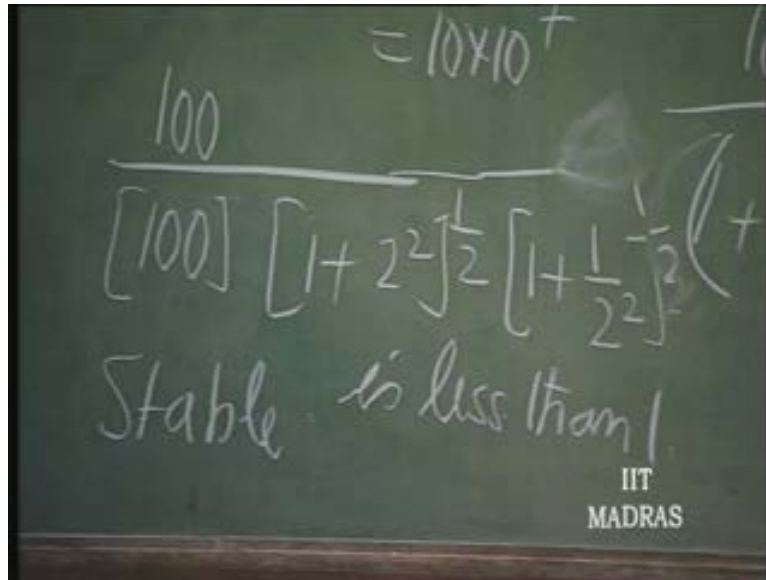 = 10×10⁺ 1
100
[100] [1+2²]^{1/2} [1+1/2²]^{1/2} (1+
Stable is less than 1.
IIT
MADRAS